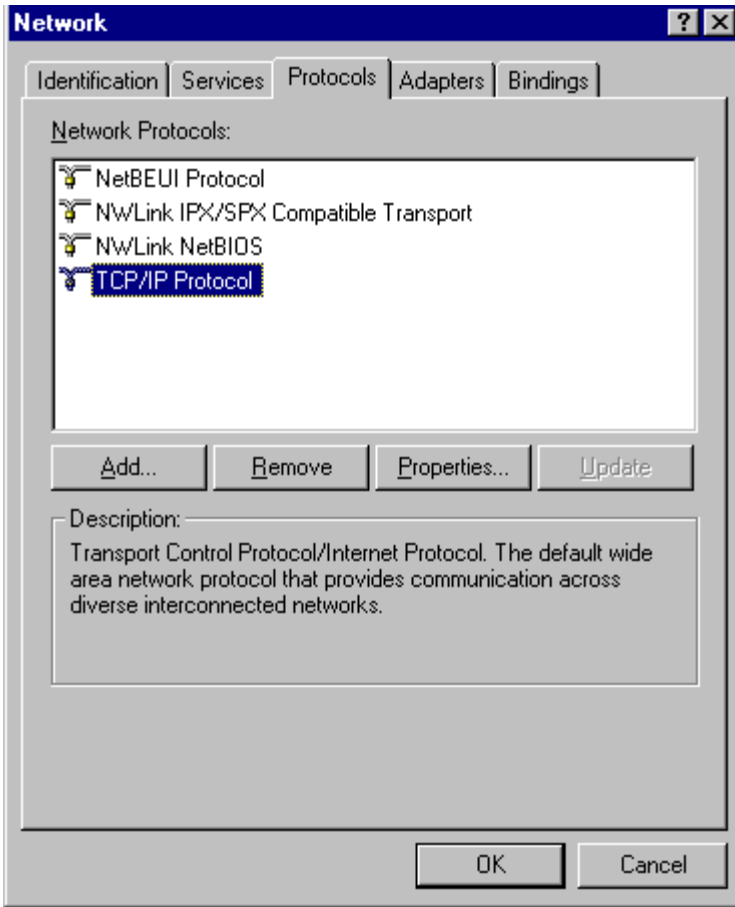 Network
Identification Services Protocols Adapters Bindings
Network Protocols:
NetBEUI Protocol
NWLink IPX/SPX Compatible Transport
NWLink NetBIOS
TCP/IP Protocol
Add... Remove Properties... Update
Description:
Transport Control Protocol/Internet Protocol. The default wide
area network protocol that provides communication across
diverse interconnected networks.
OK Cancel